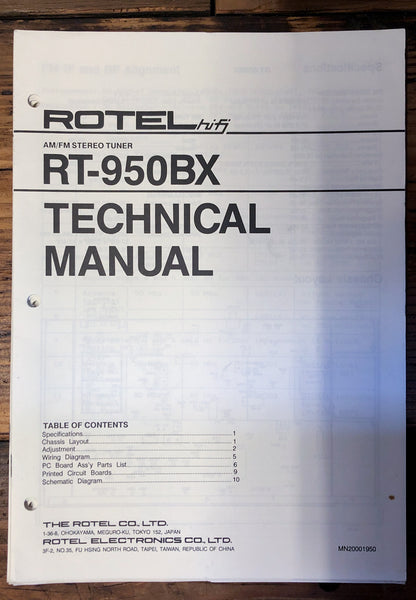 ROTEL hifi
AM/FM STEREO TUNER
RT-950BX
TECHNICAL
MANUAL
TABLE OF CONTENTS
Specifications 1
Chassis Layout 1
Adjustment 2
Wiring Diagram 5
PC Board Ass'y Parts List 6
Printed Circuit Boards 9
Schematic Diagram 10
THE ROTEL CO., LTD.
1-36-8, OHOKAYAMA, MEGURO-KU, TOKYO 152, JAPAN
ROTEL ELECTRONICS CO., LTD.
3F-2, NO.35, FU HSING NORTH ROAD, TAIPEI, TAIWAN, REPUBLIC OF CHINA
MN20001950